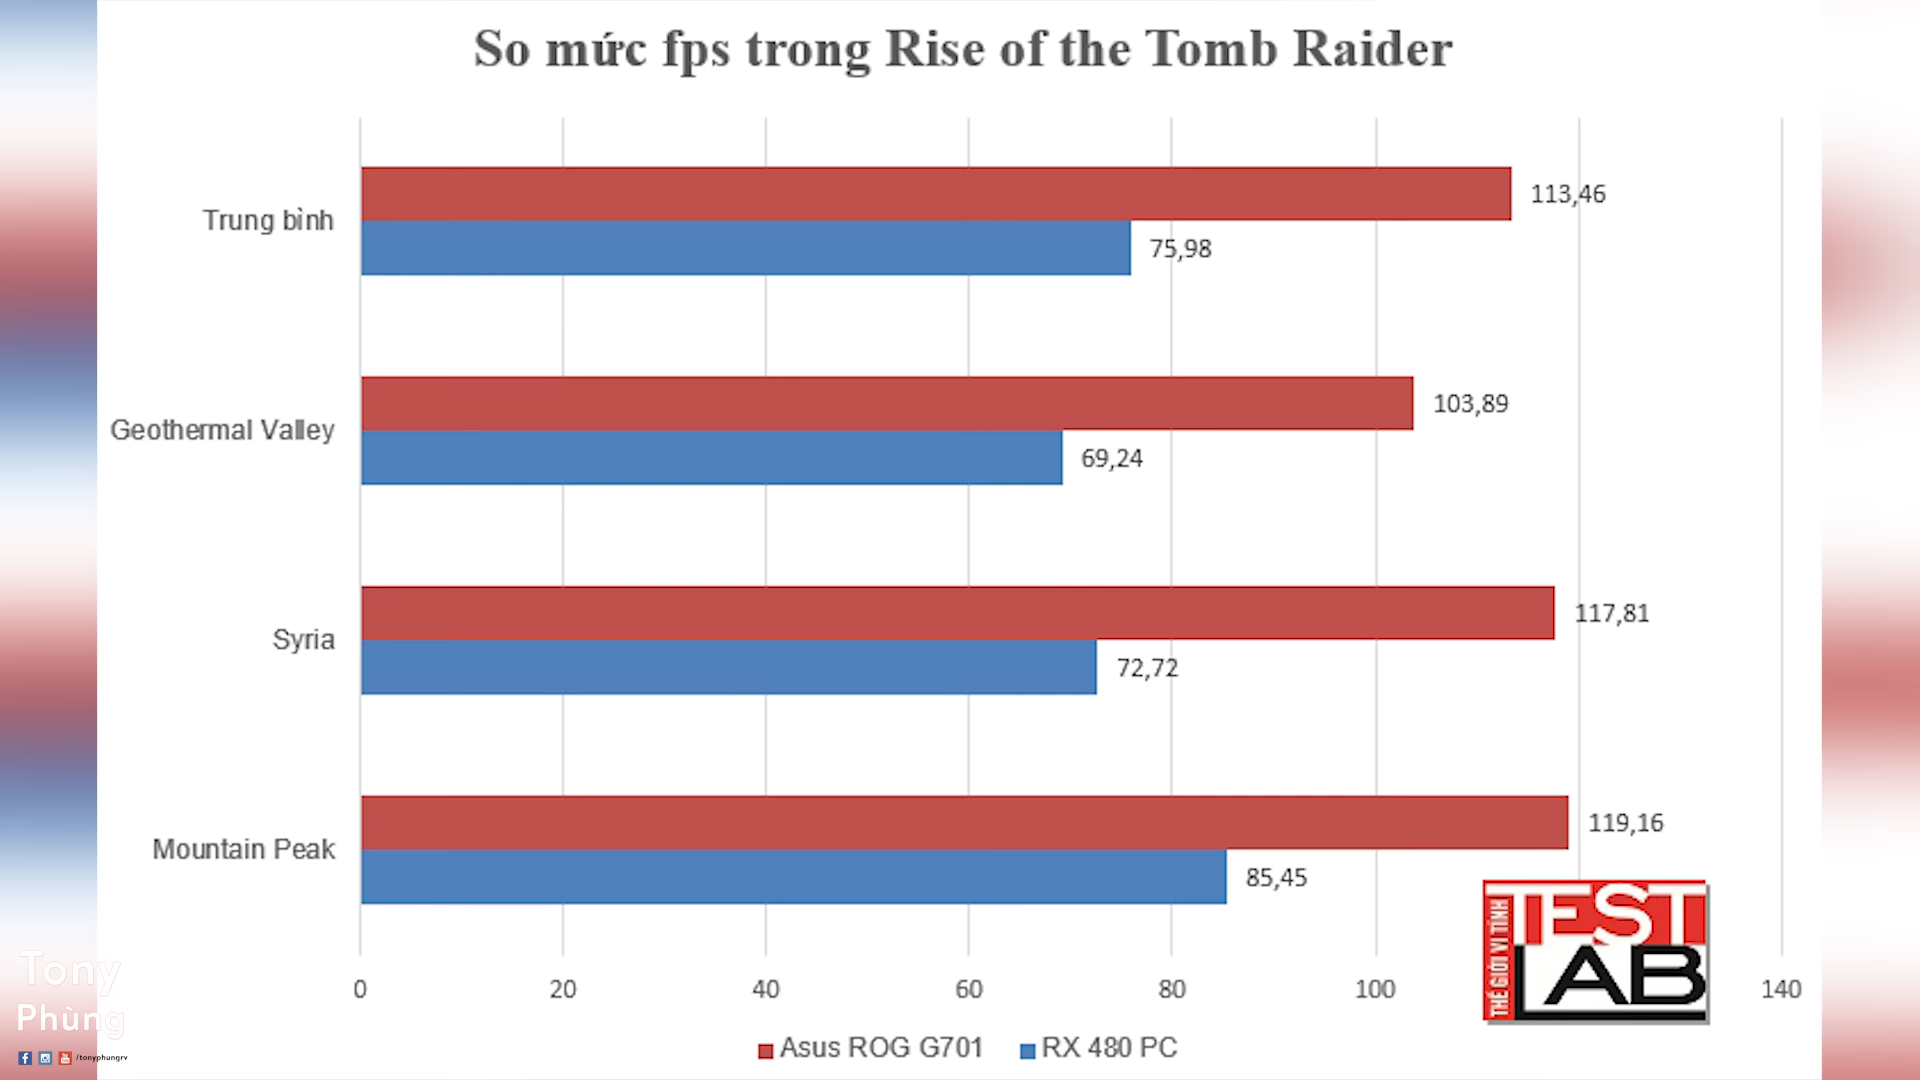 So mức fps trong Rise of the Tomb Raider
Trung bình
113,46
75,98
Geothermal Valley
103,89
69,24
Syria
117,81
72,72
Mountain Peak
119,16
85,45
0 20 40 60 80 100 140
Asus ROG G701 RX 480 PC
THẾ GIỚI VI TÍNH
TEST
LAB
Tony
Phùng
/tonyphungrv